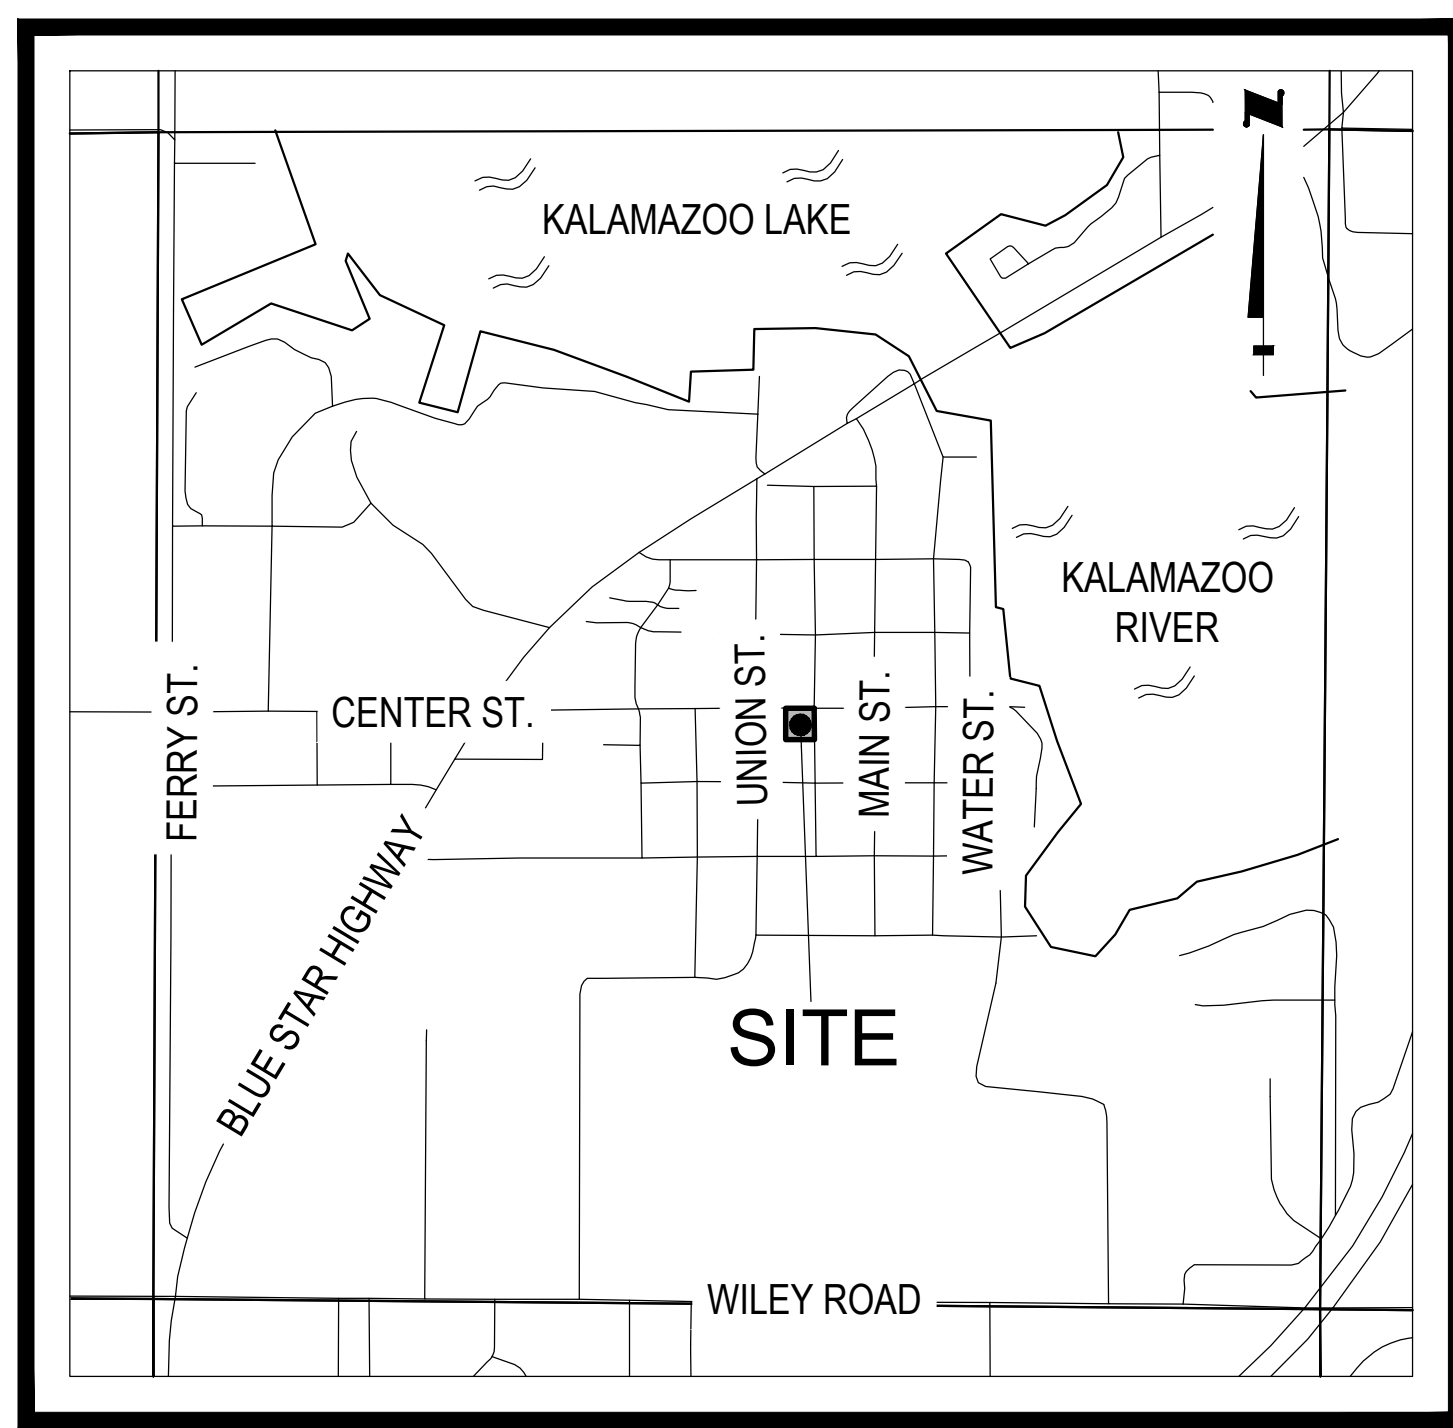 N
KALAMAZOO LAKE
KALAMAZOO
RIVER
FERRY ST.
CENTER ST.
UNION ST.
MAIN ST.
WATER ST.
BLUE STAR HIGHWAY
SITE
WILEY ROAD